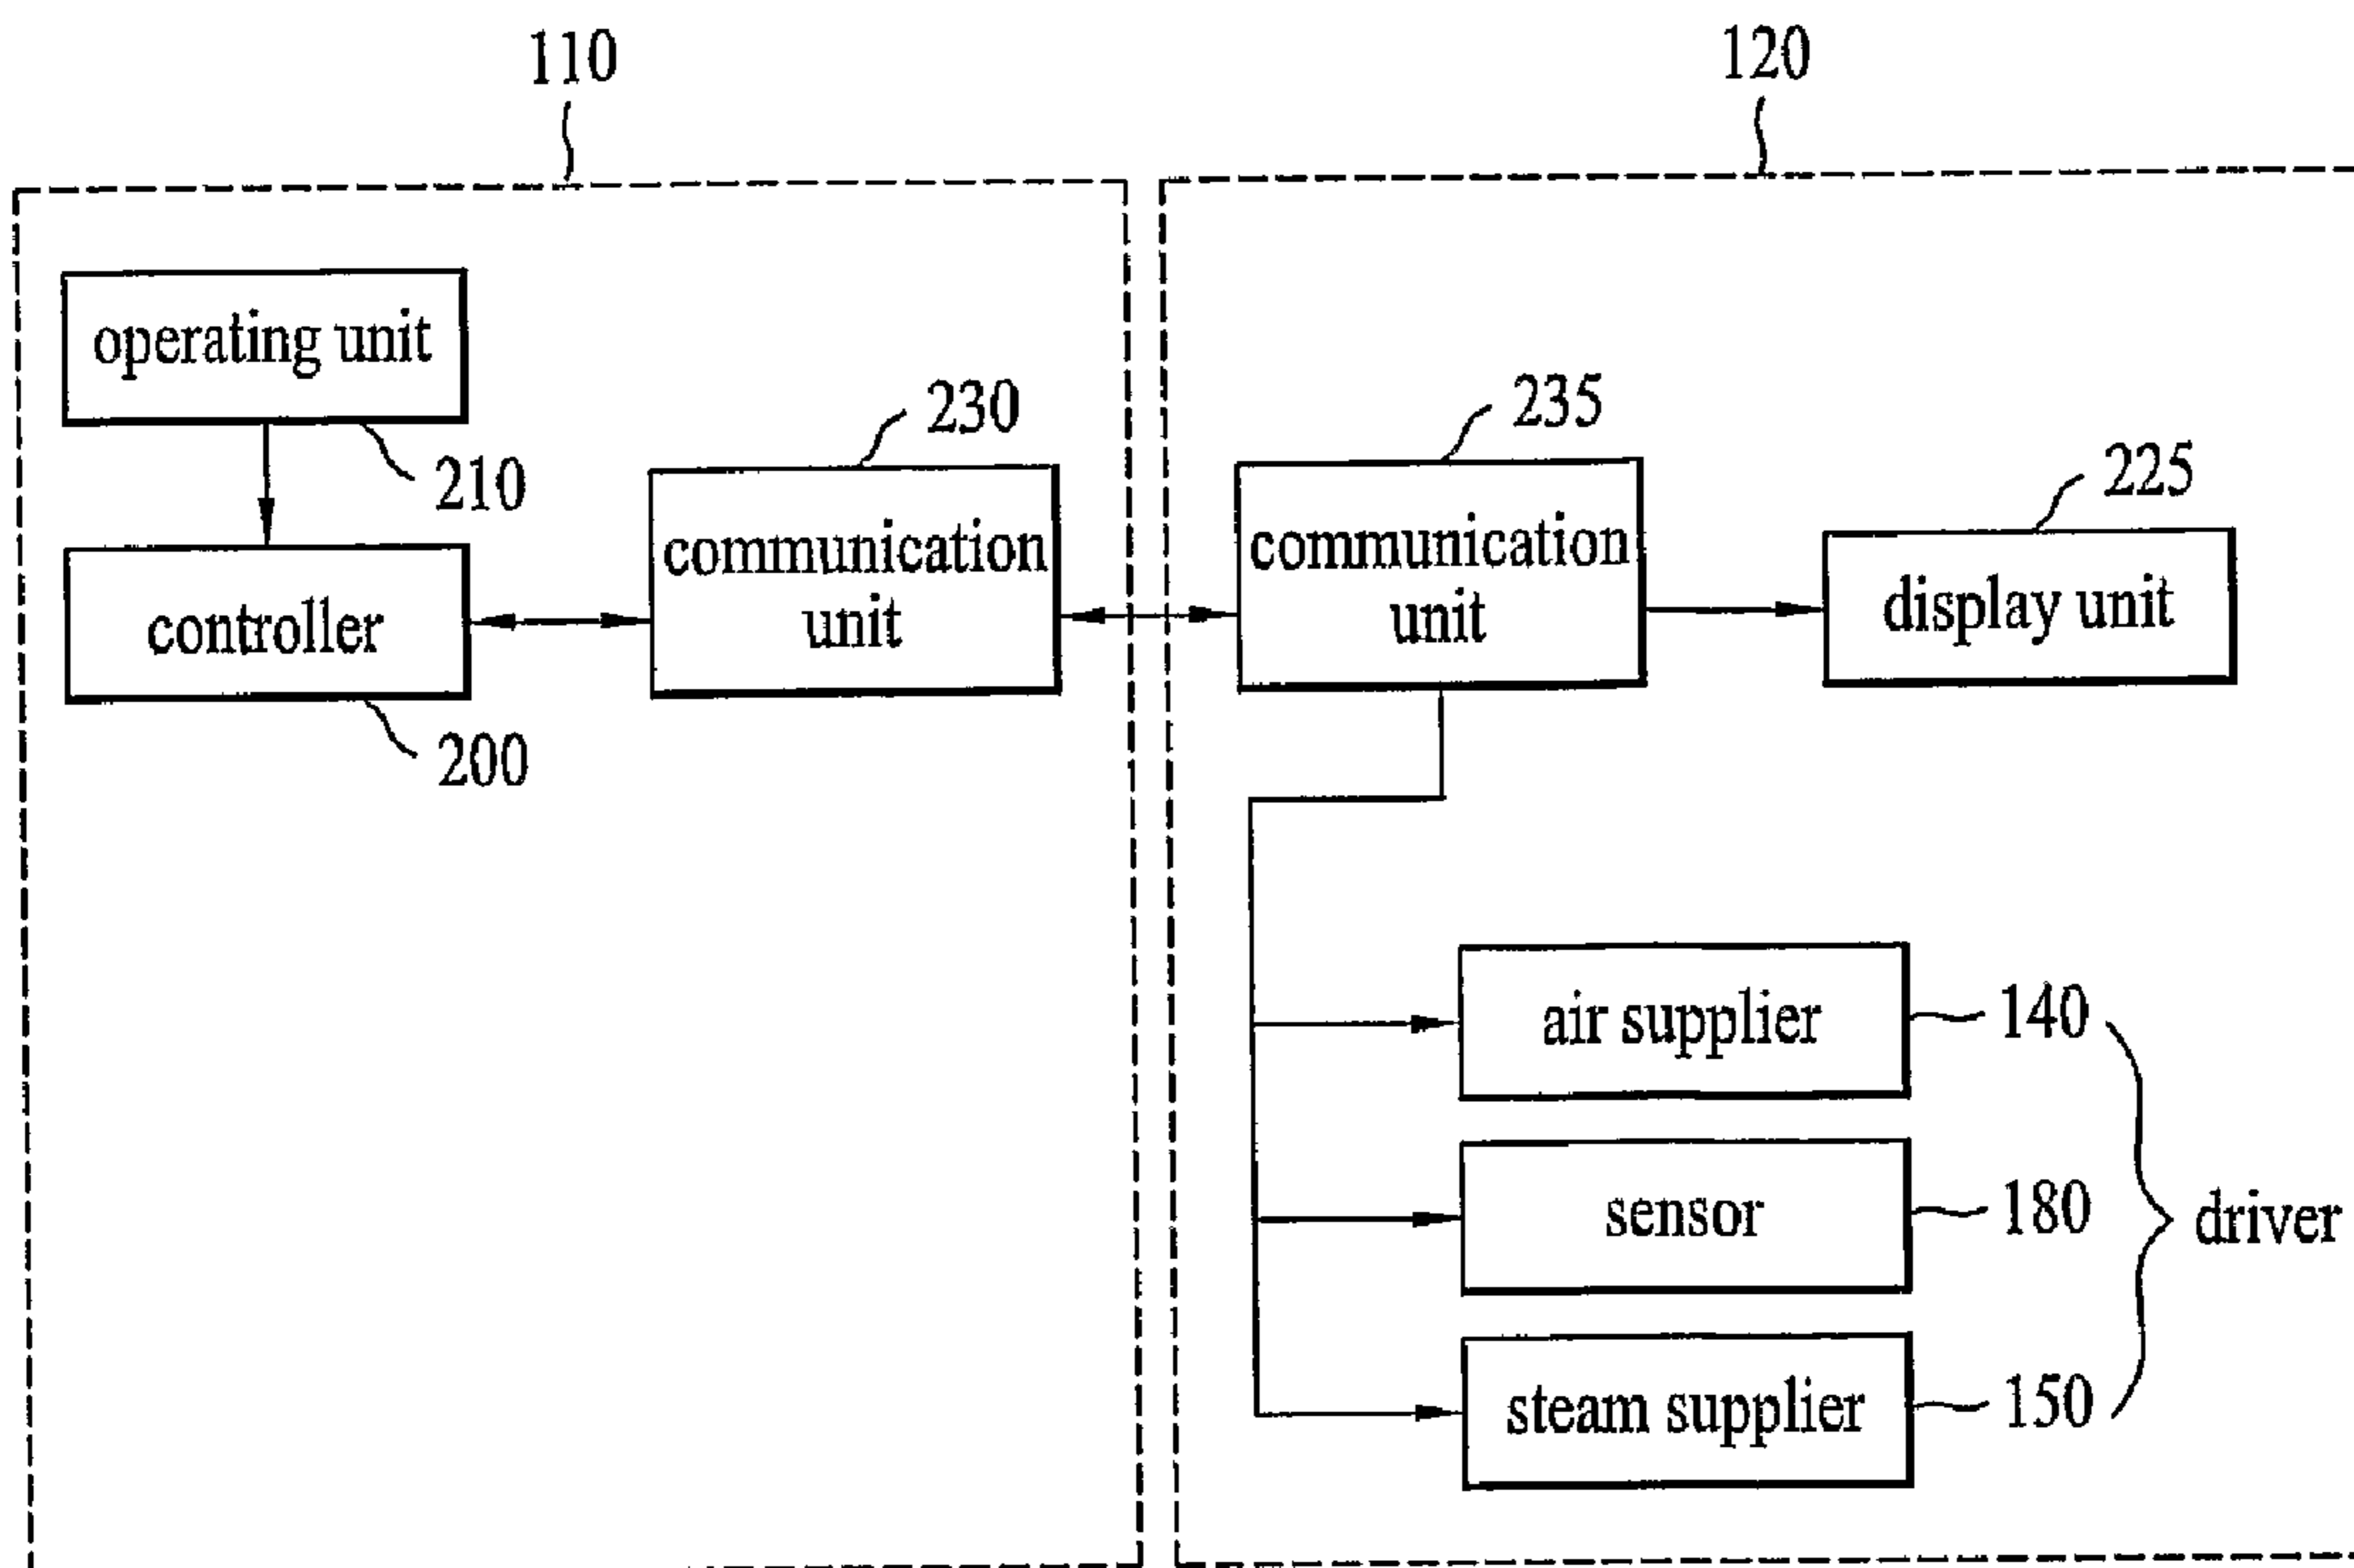 110
120
operating unit
210
230
communication
unit
controller
200
235
communication
unit
225
display unit
air supplier
140
sensor
180
driver
steam supplier
150